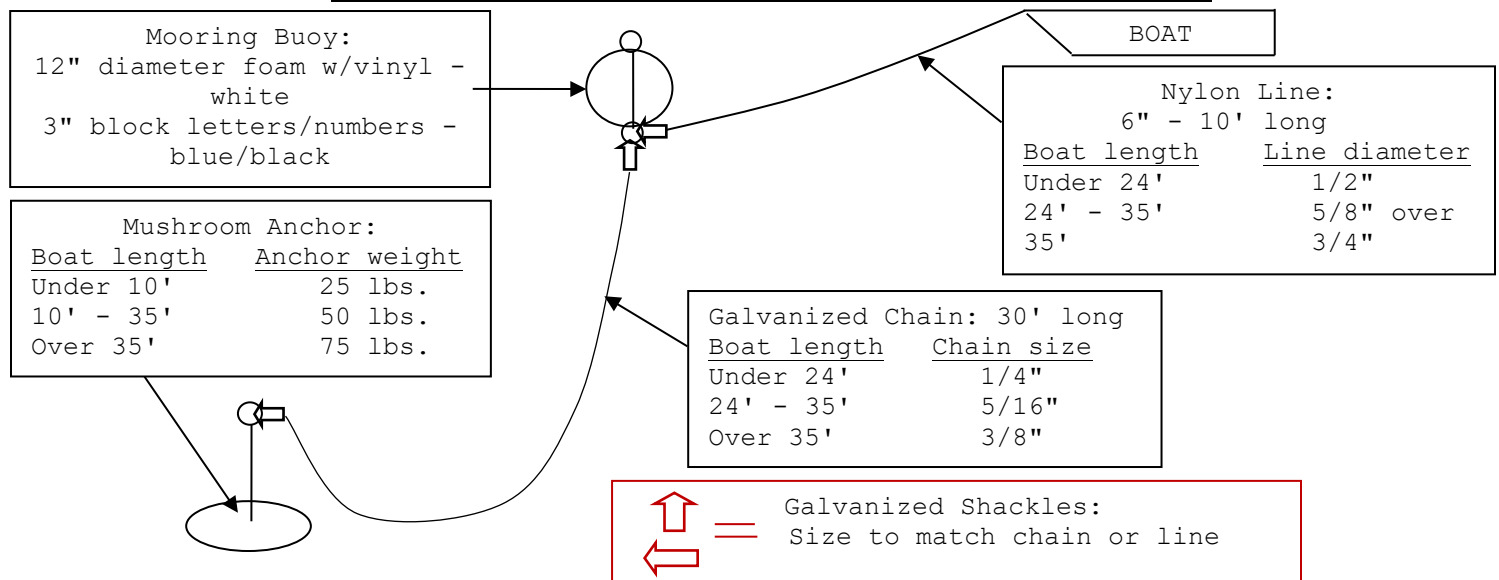 Mooring Buoy:
12" diameter foam w/vinyl -
white
3" block letters/numbers -
blue/black
BOAT
Nylon Line:
6" - 10' long
Boat length Line diameter
Under 24' 1/2"
24' - 35' 5/8" over
35' 3/4"
Mushroom Anchor:
Boat length Anchor weight
Under 10' 25 lbs.
10' - 35' 50 lbs.
Over 35' 75 lbs.
Galvanized Chain: 30' long
Boat length Chain size
Under 24' 1/4"
24' - 35' 5/16"
Over 35' 3/8"
Galvanized Shackles:
Size to match chain or line